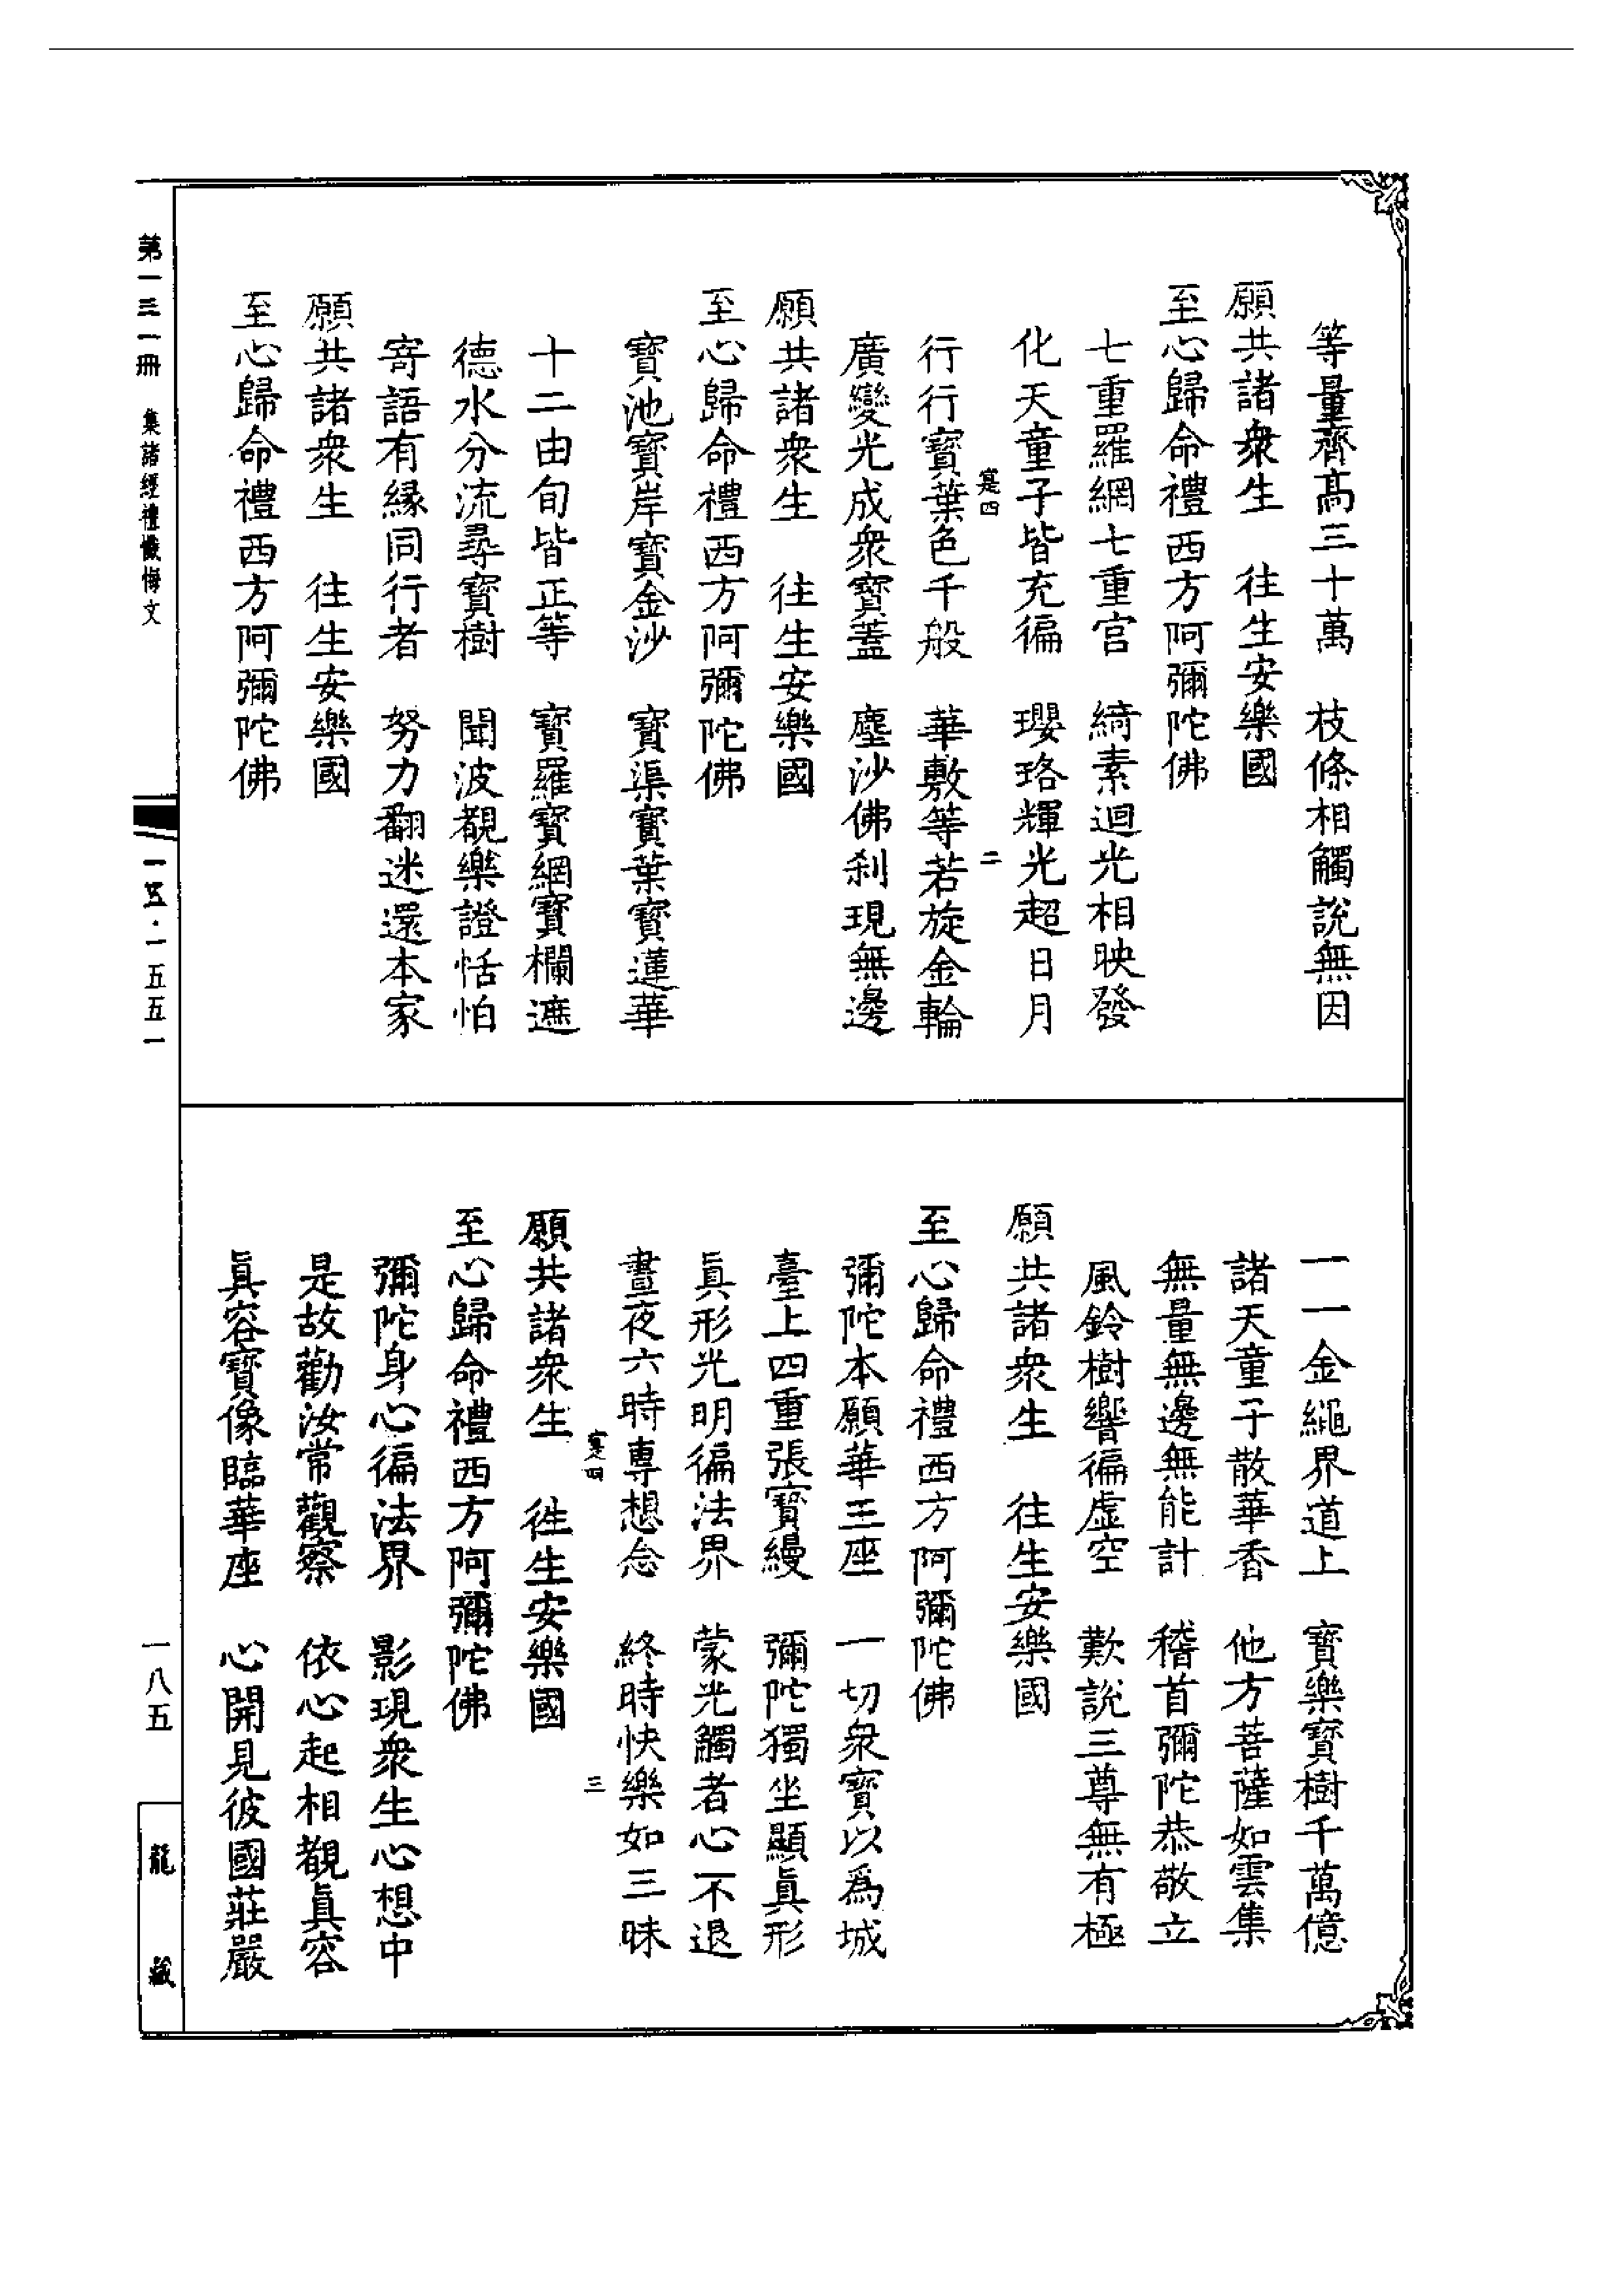 等量齊高三十萬　枝條相觸說無因
願共諸衆生　往生安樂國
至心歸命禮西方阿彌陀佛
七重羅網七重宫　綺素迴光相映發
化天童子皆充徧　瓔珞輝光超日月
寔四　二
行行寶葉色千般　華敷等若旋金輪
廣變光成衆寶蓋　塵沙佛刹現無邊
願共諸衆生　往生安樂國
至心歸命禮西方阿彌陀佛
寶池寶岸寶金沙　寶渠寶葉寶蓮華
十二由旬皆正等　寶羅寶網寶欄遮
德水分流尋寶樹　聞波覩樂證恬怕
寄語有縁同行者　努力翻迷還本家
願共諸衆生　往生安樂國
至心歸命禮西方阿彌陀佛
一一金繩界道上　寶樂寶樹千萬億
諸天童子散華香　他方菩薩如雲集
無量無邊無能計　稽首彌陀恭敬立
風鈴樹響徧虛空　歎說三尊無有極
願共諸衆生　往生安樂國
至心歸命禮西方阿彌陀佛
彌陀本願華王座　一切衆寶以爲城
臺上四重張寶縵　彌陀獨坐顯眞形
眞形光明徧法界　蒙光觸者心不退
晝夜六時專想念　終時快樂如三昧
寔四　三
願共諸衆生　徃生安樂國
至心歸命禮西方阿彌陀佛
彌陀身心徧法界　影現衆生心想中
是故勸汝常觀察　依心起相覩眞容
眞容寶像臨華座　心開見彼國莊嚴
第一三一冊　集諸經禮懺悔文
一五·一五五一
一八五
龍藏